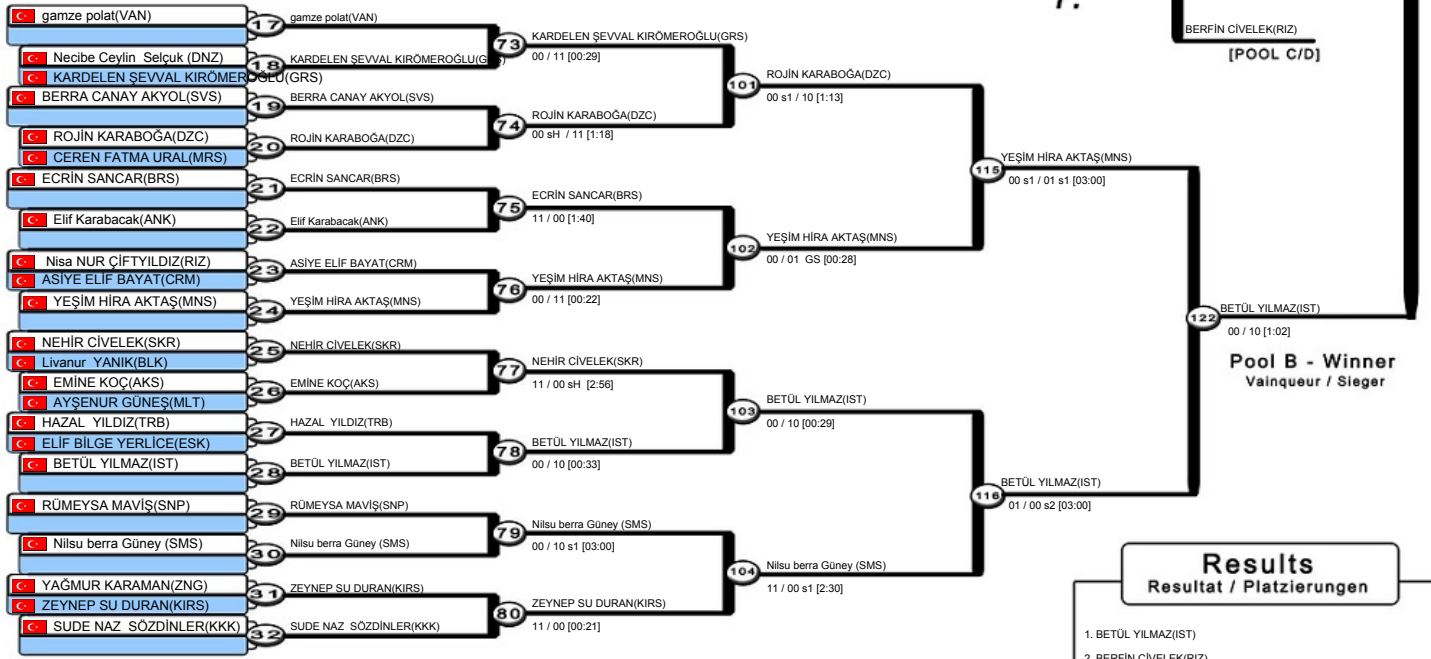 gamze polat(VAN)
Necibe Ceylin Selçuk (DNZ)
KARDELEN ŞEVVAL KIRÖMEROĞLU(GRS)
BERRA CANAY AKYOL(SVS)
ROJİN KARABOĞA(DZC)
CEREN FATMA URAL(MRS)
ECRİN SANCAR(BRS)
Elif Karabacak(ANK)
Nisa NUR ÇİFTYILDIZ(RIZ)
ASİYE ELİF BAYAT(CRM)
YEŞİM HİRA AKTAŞ(MNS)
NEHİR CİVELEK(SKR)
Livanur YANIK(BLK)
EMİNE KOÇ(AKS)
AYŞENUR GÜNEŞ(MLT)
HAZAL YILDIZ(TRB)
ELİF BİLGE YERLİCE(ESK)
BETÜL YILMAZ(IST)
RÜMEYSA MAVİŞ(SNP)
Nilsu berra Güney (SMS)
YAĞMUR KARAMAN(ZNG)
ZEYNEP SU DURAN(KIRS)
SUDE NAZ SÖZDİNLER(KKK)
17 gamze polat(VAN)
18 KARDELEN ŞEVVAL KIRÖMEROĞLU(GRS)
19 BERRA CANAY AKYOL(SVS)
20 ROJİN KARABOĞA(DZC)
21 ECRİN SANCAR(BRS)
22 Elif Karabacak(ANK)
23 ASİYE ELİF BAYAT(CRM)
24 YEŞİM HİRA AKTAŞ(MNS)
25 NEHİR CİVELEK(SKR)
26 EMİNE KOÇ(AKS)
27 HAZAL YILDIZ(TRB)
28 BETÜL YILMAZ(IST)
29 RÜMEYSA MAVİŞ(SNP)
30 Nilsu berra Güney (SMS)
31 ZEYNEP SU DURAN(KIRS)
32 SUDE NAZ SÖZDİNLER(KKK)
73 KARDELEN ŞEVVAL KIRÖMEROĞLU(GRS)
00 / 11 [00:29]
74 ROJİN KARABOĞA(DZC)
00 sH / 11 [1:18]
75 ECRİN SANCAR(BRS)
11 / 00 [1:40]
76 YEŞİM HİRA AKTAŞ(MNS)
00 / 11 [00:22]
77 NEHİR CİVELEK(SKR)
11 / 00 sH [2:56]
78 BETÜL YILMAZ(IST)
00 / 10 [00:33]
79 Nilsu berra Güney (SMS)
00 / 10 s1 [03:00]
80 ZEYNEP SU DURAN(KIRS)
11 / 00 [00:21]
101 ROJİN KARABOĞA(DZC)
00 s1 / 10 [1:13]
102 YEŞİM HİRA AKTAŞ(MNS)
00 / 01 GS [00:28]
103 BETÜL YILMAZ(IST)
00 / 10 [00:29]
104 Nilsu berra Güney (SMS)
11 / 00 s1 [2:30]
115 YEŞİM HİRA AKTAŞ(MNS)
00 s1 / 01 s1 [03:00]
116 BETÜL YILMAZ(IST)
01 / 00 s2 [03:00]
BERFİN CİVELEK(RIZ)
[POOL C/D]
122 BETÜL YILMAZ(IST)
00 / 10 [1:02]
Pool B - Winner
Vainqueur / Sieger
Results
Resultat / Platzierungen
1. BETÜL YILMAZ(IST)
2. BERFİN CİVELEK(RIZ)